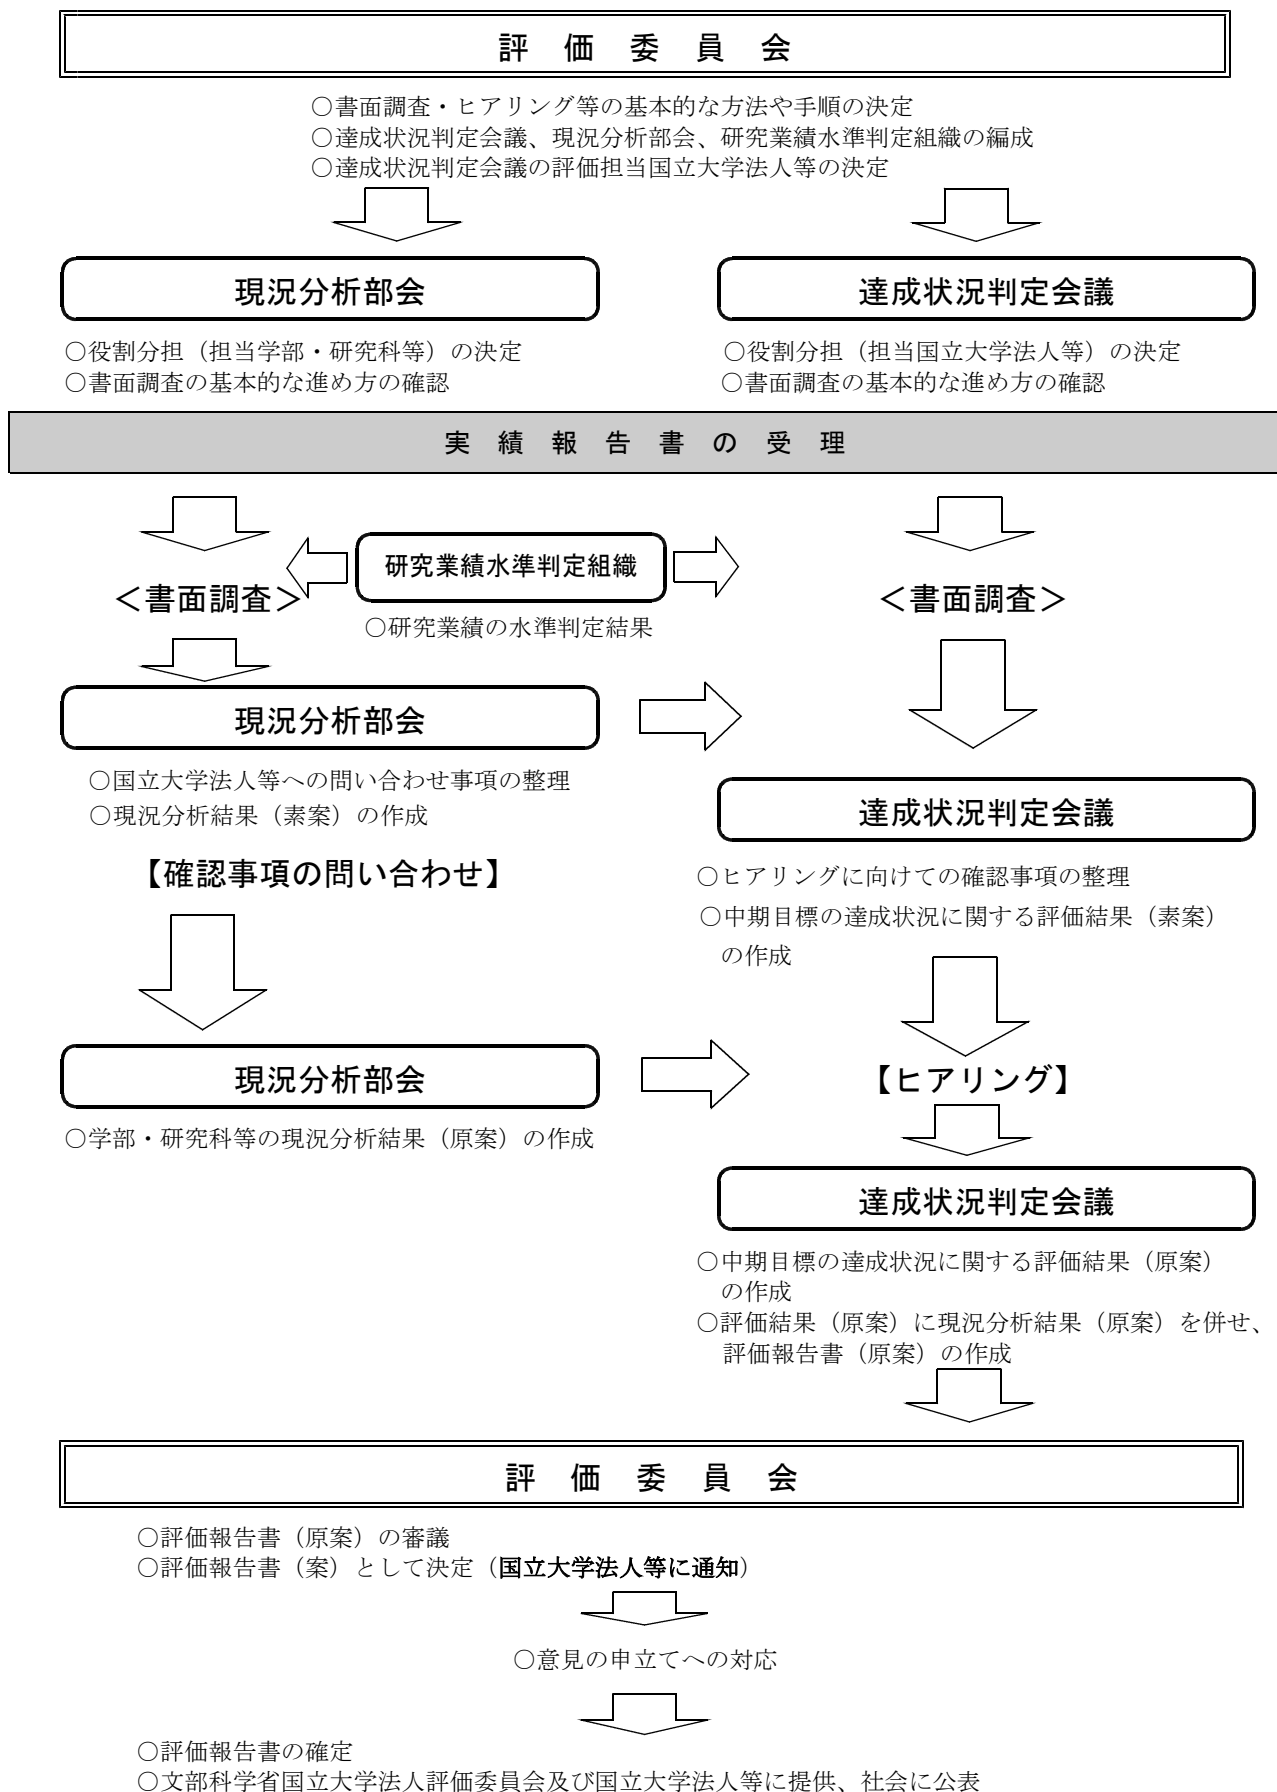 評 価 委 員 会
○書面調査・ヒアリング等の基本的な方法や手順の決定
○達成状況判定会議、現況分析部会、研究業績水準判定組織の編成
○達成状況判定会議の評価担当国立大学法人等の決定
現況分析部会
○役割分担（担当学部・研究科等）の決定
○書面調査の基本的な進め方の確認
達成状況判定会議
○役割分担（担当国立大学法人等）の決定
○書面調査の基本的な進め方の確認
実 績 報 告 書 の 受 理
＜書面調査＞
研究業績水準判定組織
○研究業績の水準判定結果
＜書面調査＞
現況分析部会
○国立大学法人等への問い合わせ事項の整理
○現況分析結果（素案）の作成
【確認事項の問い合わせ】
達成状況判定会議
○ヒアリングに向けての確認事項の整理
○中期目標の達成状況に関する評価結果（素案）
の作成
現況分析部会
○学部・研究科等の現況分析結果（原案）の作成
【ヒアリング】
達成状況判定会議
○中期目標の達成状況に関する評価結果（原案）
の作成
○評価結果（原案）に現況分析結果（原案）を併せ、
評価報告書（原案）の作成
評 価 委 員 会
○評価報告書（原案）の審議
○評価報告書（案）として決定（国立大学法人等に通知）
○意見の申立てへの対応
○評価報告書の確定
○文部科学省国立大学法人評価委員会及び国立大学法人等に提供、社会に公表